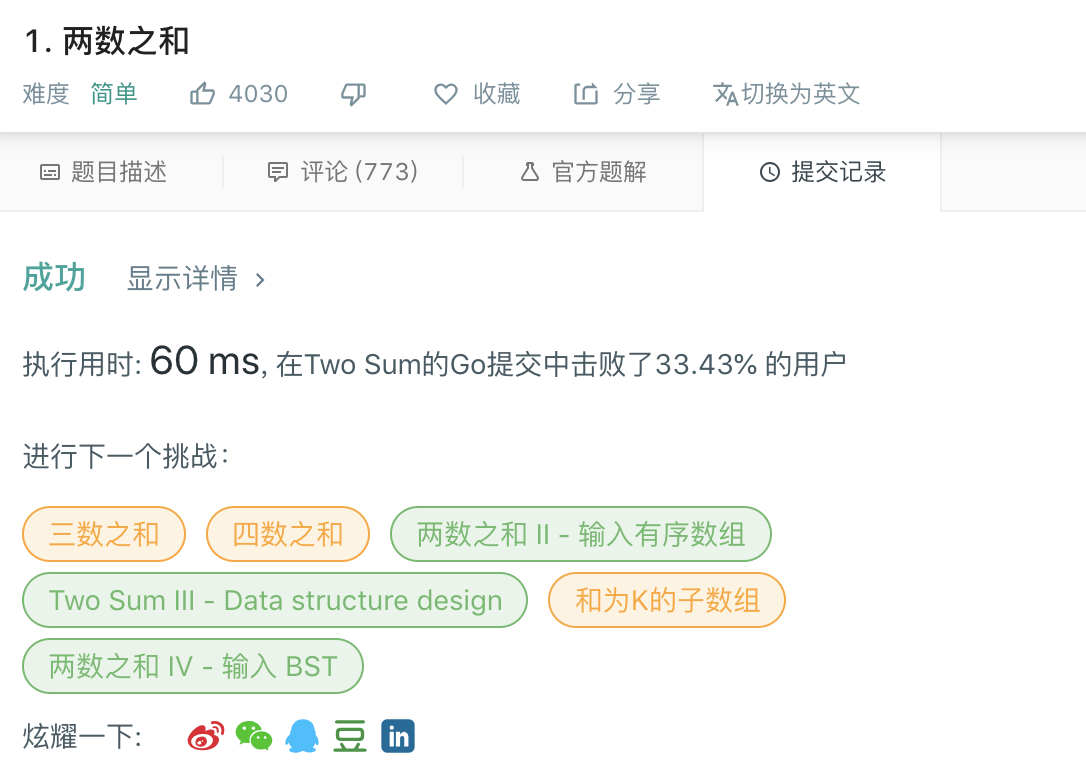 1. 两数之和
难度 简单 4030 收藏 分享 文A切换为英文
题目描述 评论 (773) 官方题解 提交记录
成功 显示详情 >
执行用时: 60 ms, 在Two Sum的Go提交中击败了33.43% 的用户
进行下一个挑战：
三数之和 四数之和 两数之和 II - 输入有序数组
Two Sum III - Data structure design 和为K的子数组
两数之和 IV - 输入 BST
炫耀一下: 豆 in